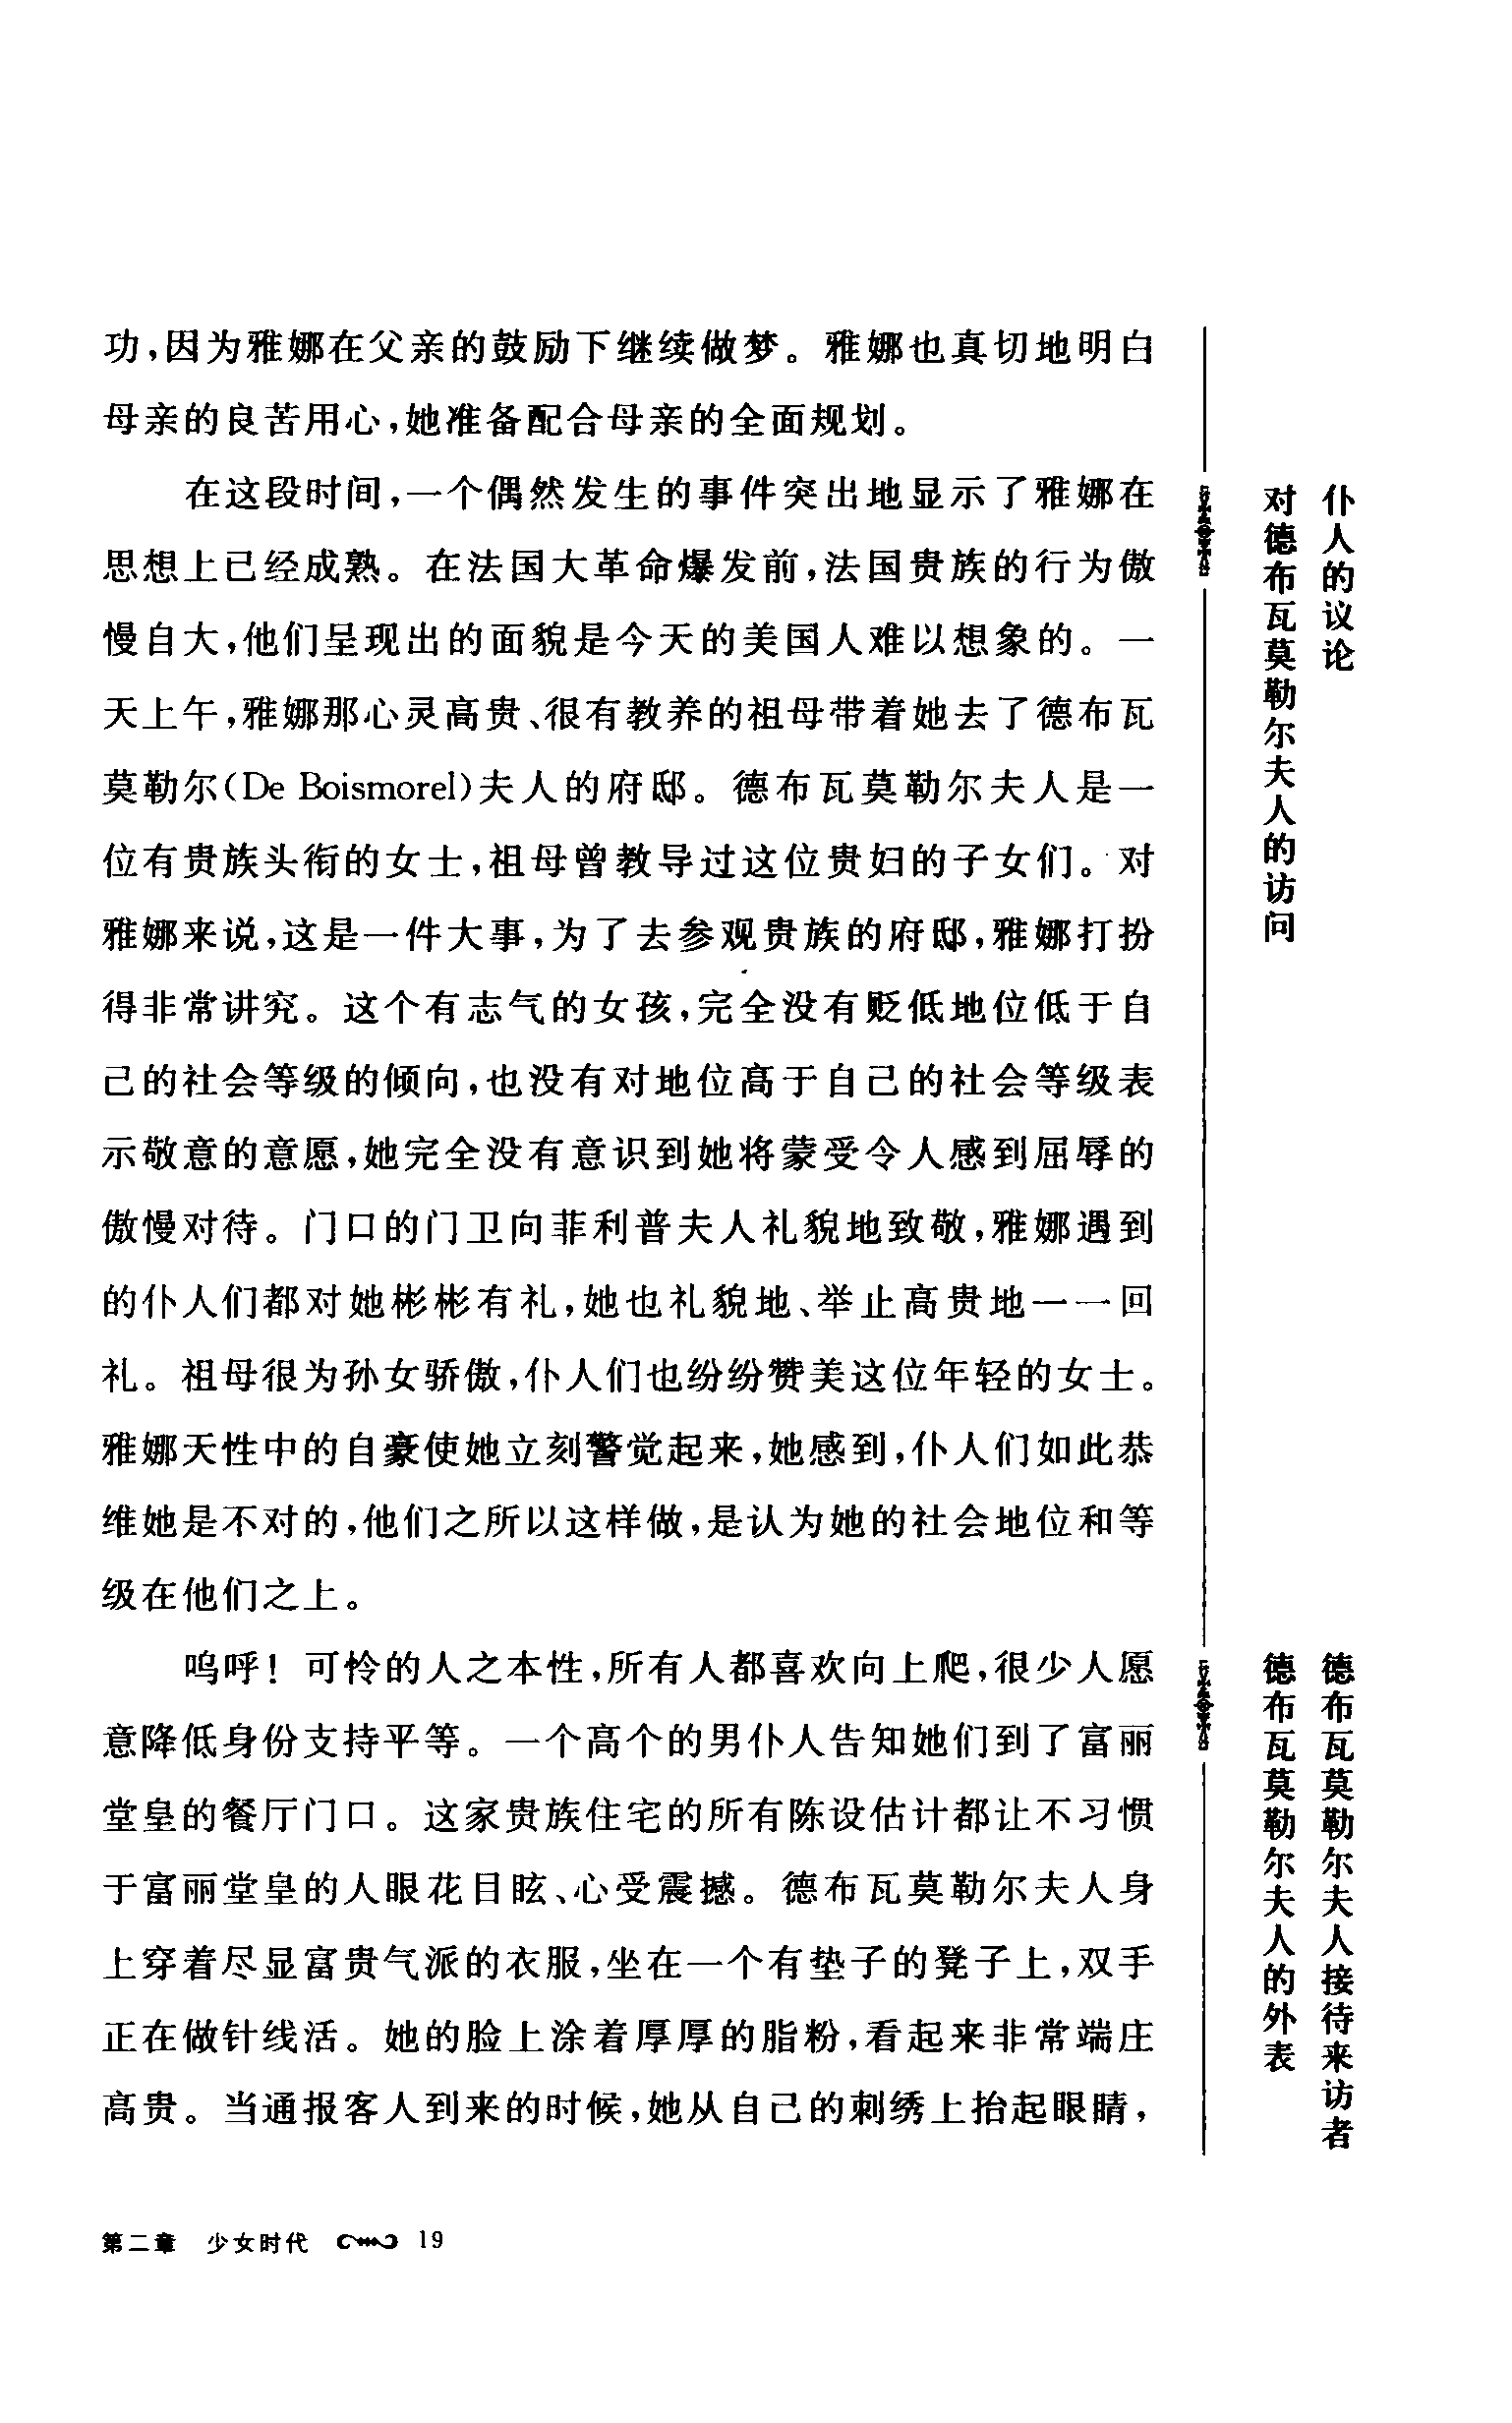 功,因为雅娜在父亲的鼓励下继续做梦。雅娜也真切地明白
母亲的良苦用心,她准备配合母亲的全面规划。
在这段时间,一个偶然发生的事件突出地显示了雅娜在
思想上已经成熟。在法国大革命爆发前,法国贵族的行为傲
慢自大,他们呈现出的面貌是今天的美国人难以想象的。一
天上午,雅娜那心灵高贵、很有教养的祖母带着她去了德布瓦
莫勒尔(De Boismorel)夫人的府邸。德布瓦莫勒尔夫人是一
位有贵族头衔的女士,祖母曾教导过这位贵妇的子女们。对
雅娜来说,这是一件大事,为了去参观贵族的府邸,雅娜打扮
得非常讲究。这个有志气的女孩,完全没有贬低地位低于自
己的社会等级的倾向,也没有对地位高于自己的社会等级表
示敬意的意愿,她完全没有意识到她将蒙受令人感到屈辱的
傲慢对待。门口的门卫向菲利普夫人礼貌地致敬,雅娜遇到
的仆人们都对她彬彬有礼,她也礼貌地、举止高贵地一一回
礼。祖母很为孙女骄傲,仆人们也纷纷赞美这位年轻的女士。
雅娜天性中的自豪使她立刻警觉起来,她感到,仆人们如此恭
维她是不对的,他们之所以这样做,是认为她的社会地位和等
级在他们之上。
呜呼!可怜的人之本性,所有人都喜欢向上爬,很少人愿
意降低身份支持平等。一个高个的男仆人告知她们到了富丽
堂皇的餐厅门口。这家贵族住宅的所有陈设估计都让不习惯
于富丽堂皇的人眼花目眩、心受震撼。德布瓦莫勒尔夫人身
上穿着尽显富贵气派的衣服,坐在一个有垫子的凳子上,双手
正在做针线活。她的脸上涂着厚厚的脂粉,看起来非常端庄
高贵。当通报客人到来的时候,她从自己的刺绣上抬起眼睛,
仆人的议论
对德布瓦莫勒尔夫人的访问
德布瓦莫勒尔夫人接待来访者
德布瓦莫勒尔夫人的外表
第二章 少女时代 19